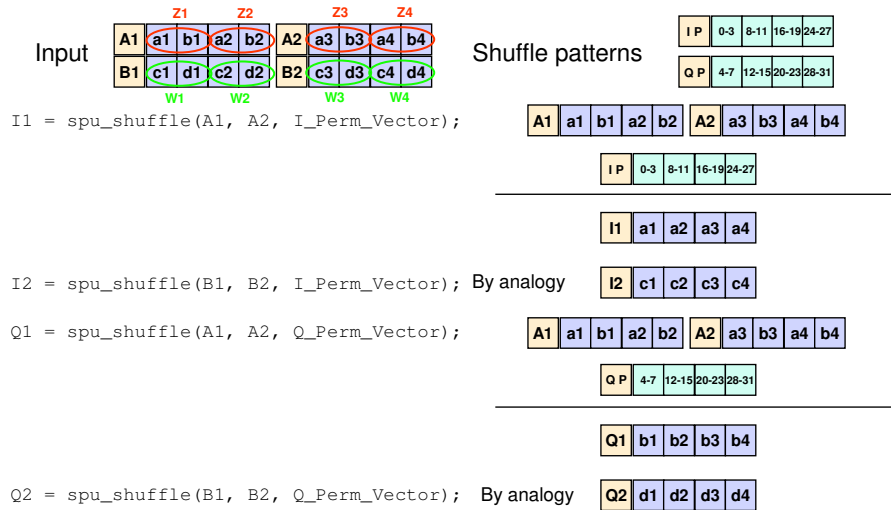 Z1 Z2 Z3 Z4
Input A1 a1 b1 a2 b2 A2 a3 b3 a4 b4
B1 c1 d1 c2 d2 B2 c3 d3 c4 d4
W1 W2 W3 W4
Shuffle patterns
I P 0-3 8-11 16-19 24-27
Q P 4-7 12-15 20-23 28-31
I1 = spu_shuffle(A1, A2, I_Perm_Vector);
A1 a1 b1 a2 b2 A2 a3 b3 a4 b4
I P 0-3 8-11 16-19 24-27
I1 a1 a2 a3 a4
I2 = spu_shuffle(B1, B2, I_Perm_Vector); By analogy I2 c1 c2 c3 c4
Q1 = spu_shuffle(A1, A2, Q_Perm_Vector);
A1 a1 b1 a2 b2 A2 a3 b3 a4 b4
Q P 4-7 12-15 20-23 28-31
Q1 b1 b2 b3 b4
Q2 = spu_shuffle(B1, B2, Q_Perm_Vector); By analogy Q2 d1 d2 d3 d4